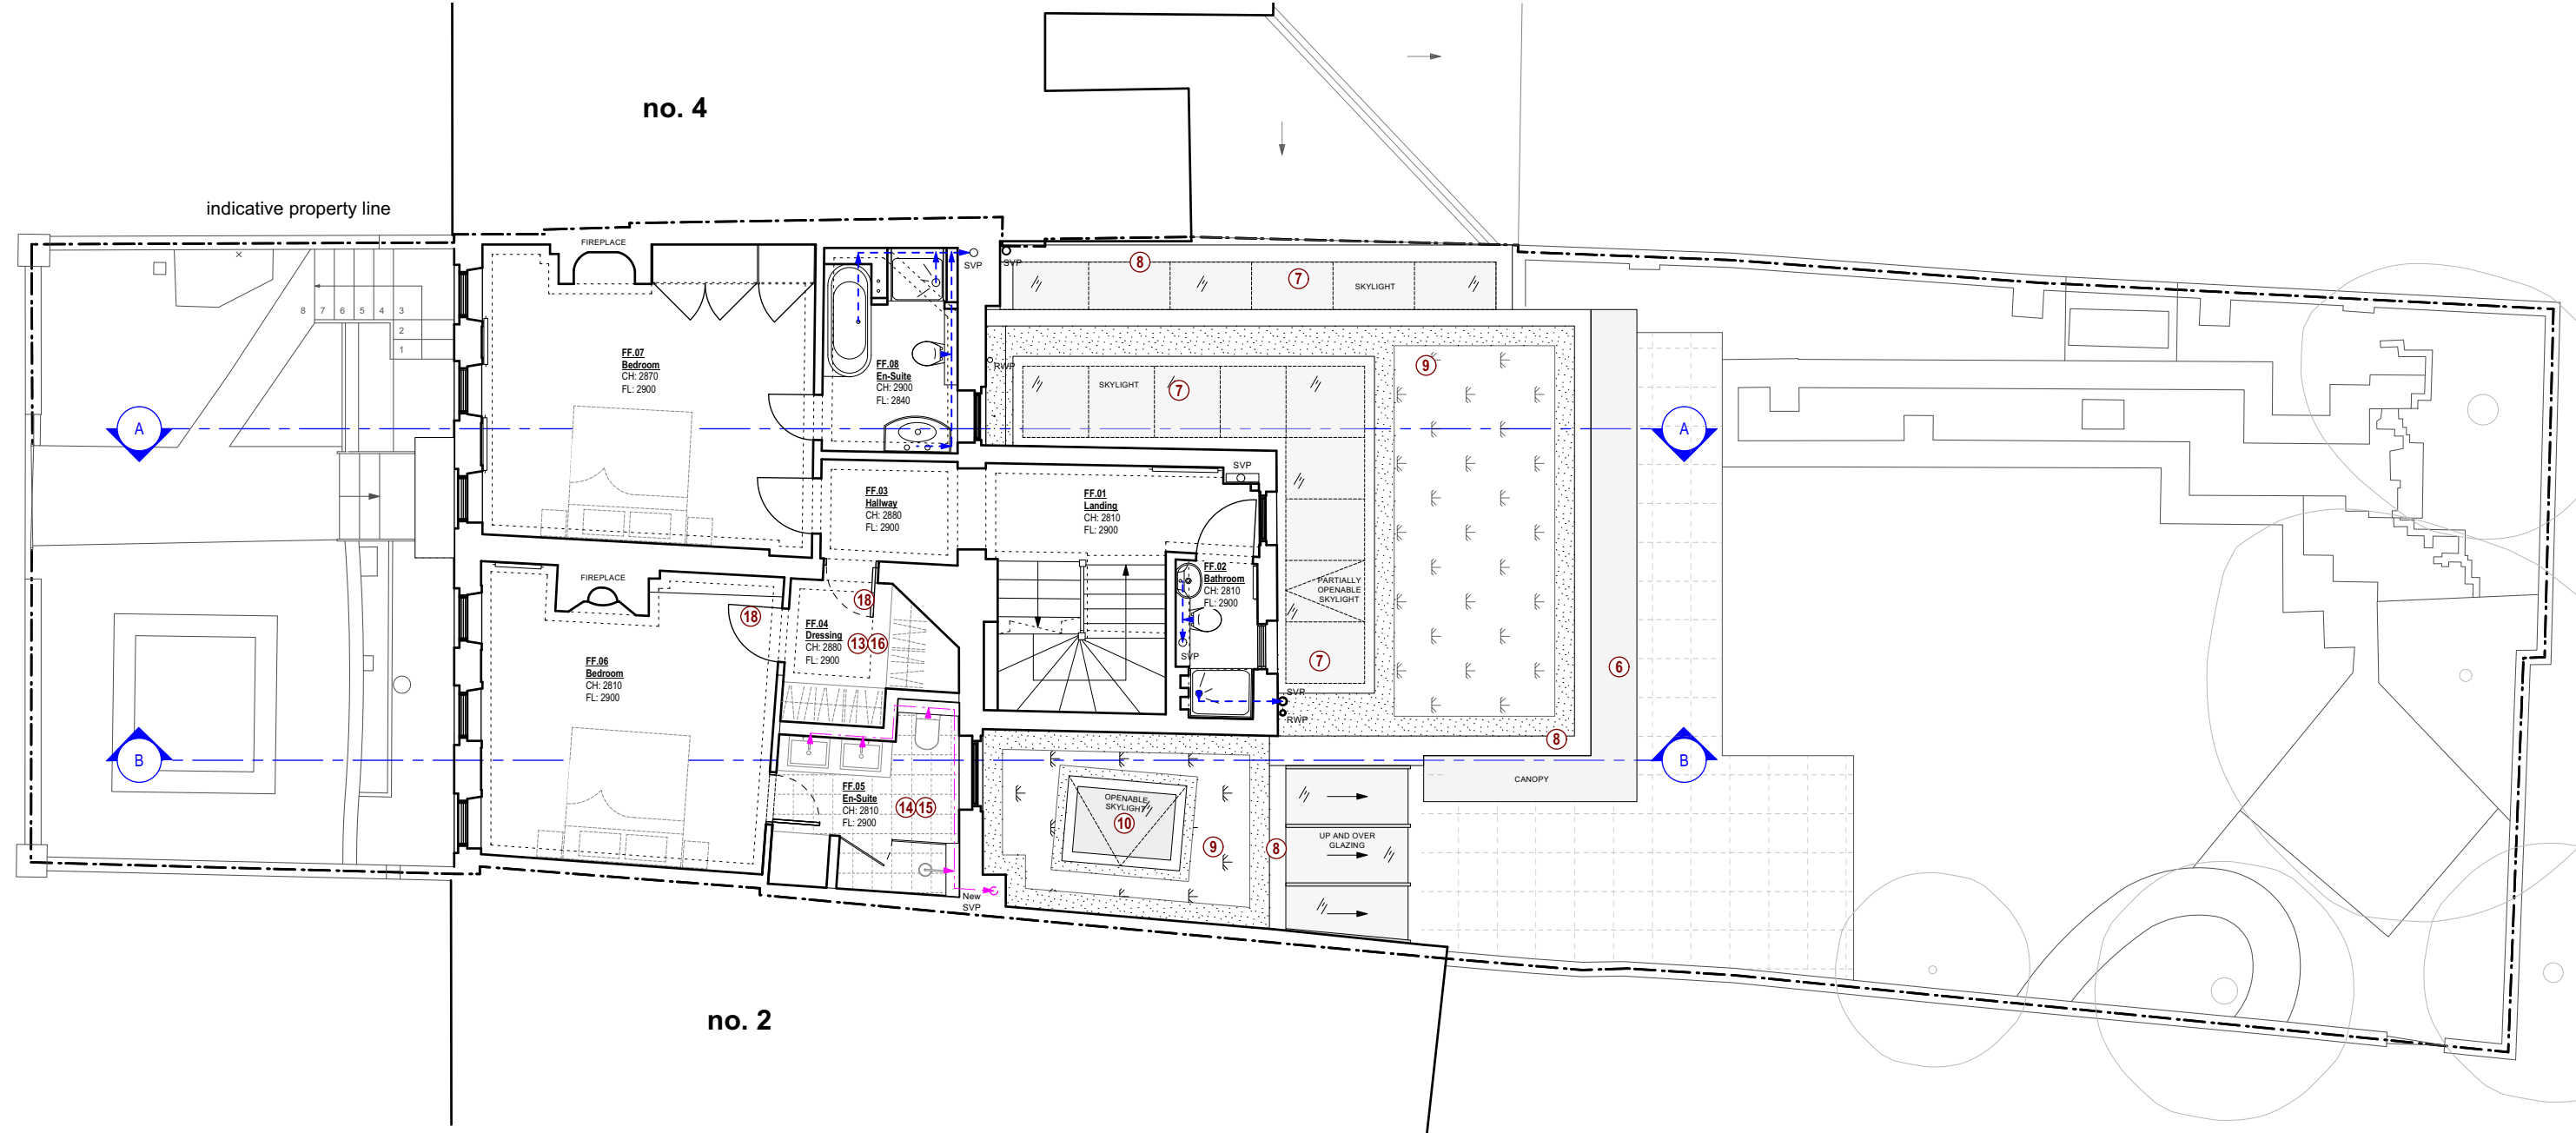 no. 4
indicative property line
FIREPLACE
SVP
SVP
8
7
SKYLIGHT
8 7 6 5 4 3
2
1
FF.07
Bedroom
CH: 2870
FL: 2900
FF.08
En-Suite
CH: 2900
FL: 2840
RWP
SKYLIGHT
7
9
A
A
FF.03
Hallway
CH: 2880
FL: 2900
FF.01
Landing
CH: 2810
FL: 2900
SVP
FIREPLACE
18
18
FF.02
Bathroom
CH: 2810
FL: 2900
PARTIALLY
OPENABLE
SKYLIGHT
FF.04
Dressing
CH: 2880
FL: 2900
13 16
SVP
7
6
FF.06
Bedroom
CH: 2810
FL: 2900
SVP
RWP
8
B
B
CANOPY
FF.05
En-Suite
CH: 2810
FL: 2900
14 15
OPENABLE
SKYLIGHT
10
9
8
UP AND OVER
GLAZING
New
SVP
no. 2